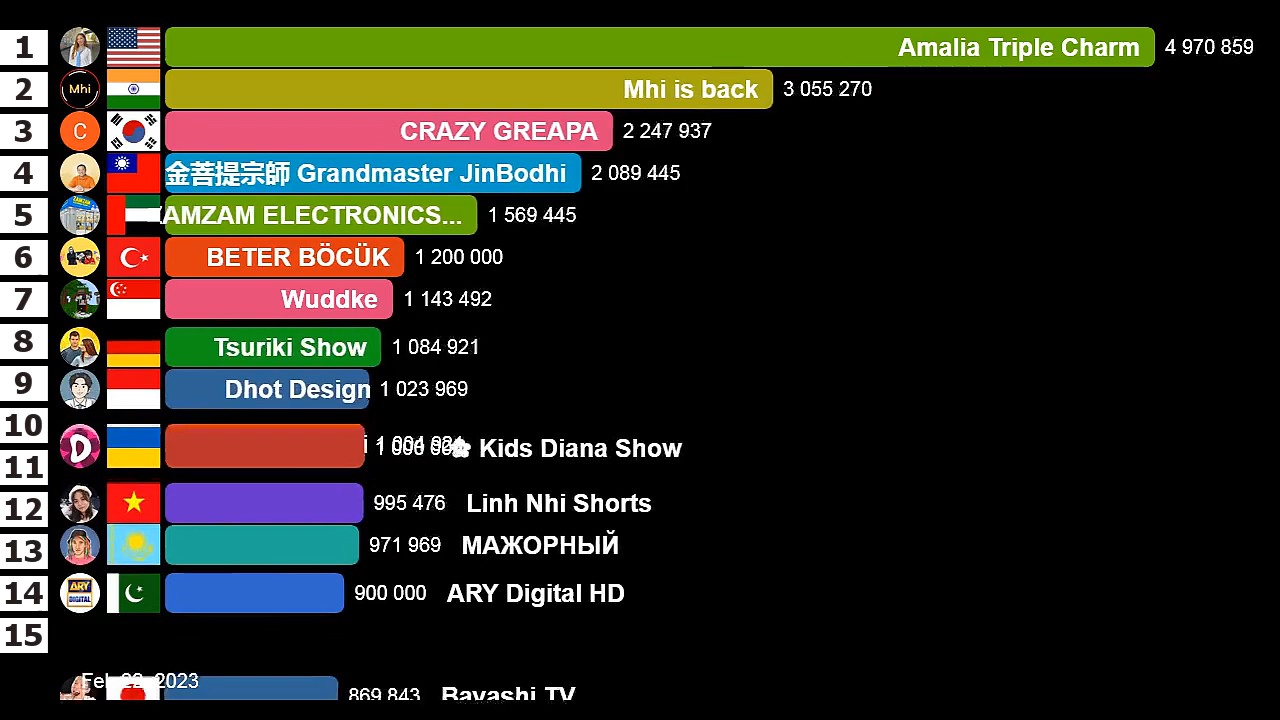 1 Amalia Triple Charm 4 970 859
2 Mhi Mhi is back 3 055 270
3 C CRAZY GREAPA 2 247 937
4 金菩提宗師 Grandmaster JinBodhi 2 089 445
5 ZAMZAM ELECTRONICS... 1 569 445
6 BETER BÖCÜK 1 200 000
7 Wuddke 1 143 492
8 Tsuriki Show 1 084 921
9 Dhot Design 1 023 969
10 D Kids Diana Show
11
12 995 476 Linh Nhi Shorts
13 971 969 МАЖОРНЫЙ
14 ARY DIGITAL 900 000 ARY Digital HD
15
2023
869 843 Bayashi TV